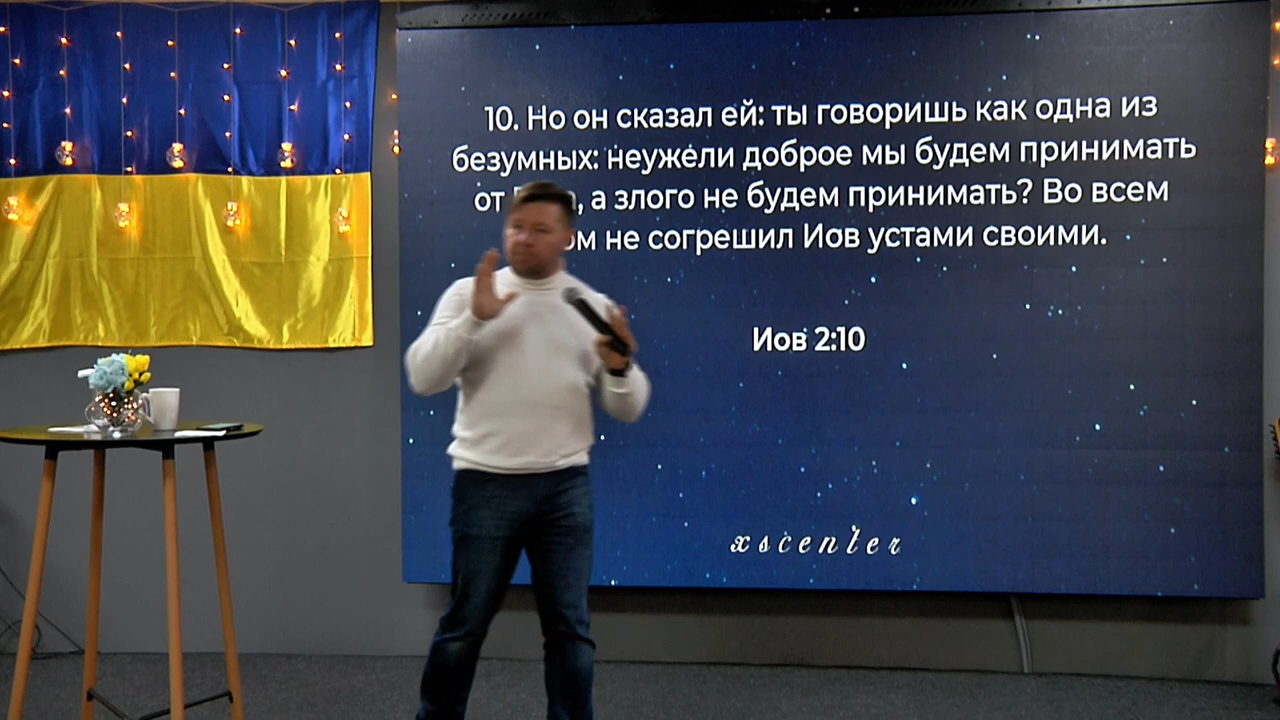 10. Но он сказал ей: ты говоришь как одна из
безумных: неужели доброе мы будем принимать
от а злого не будем принимать? Во всем
не согрешил Иов устами своими.
Иов 2:10
xscenter